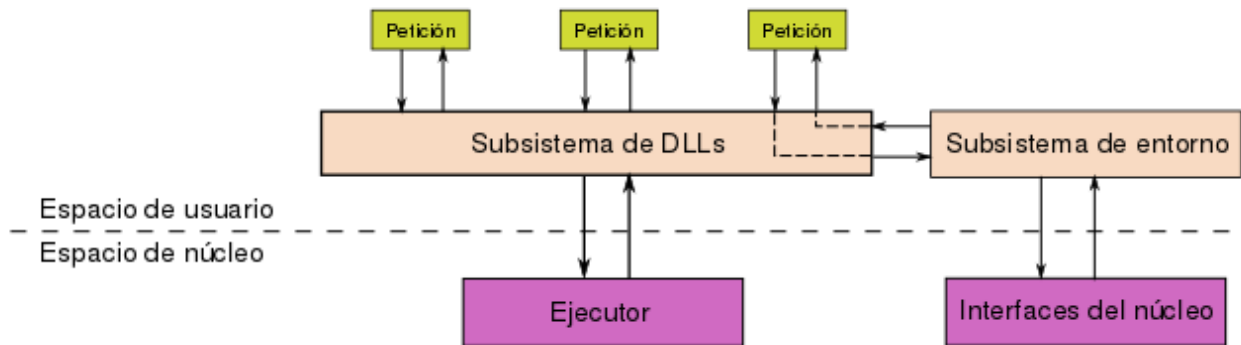 Petición
Petición
Petición
Subsistema de DLLs
Subsistema de entorno
Espacio de usuario
Espacio de núcleo
Ejecutor
Interfaces del núcleo